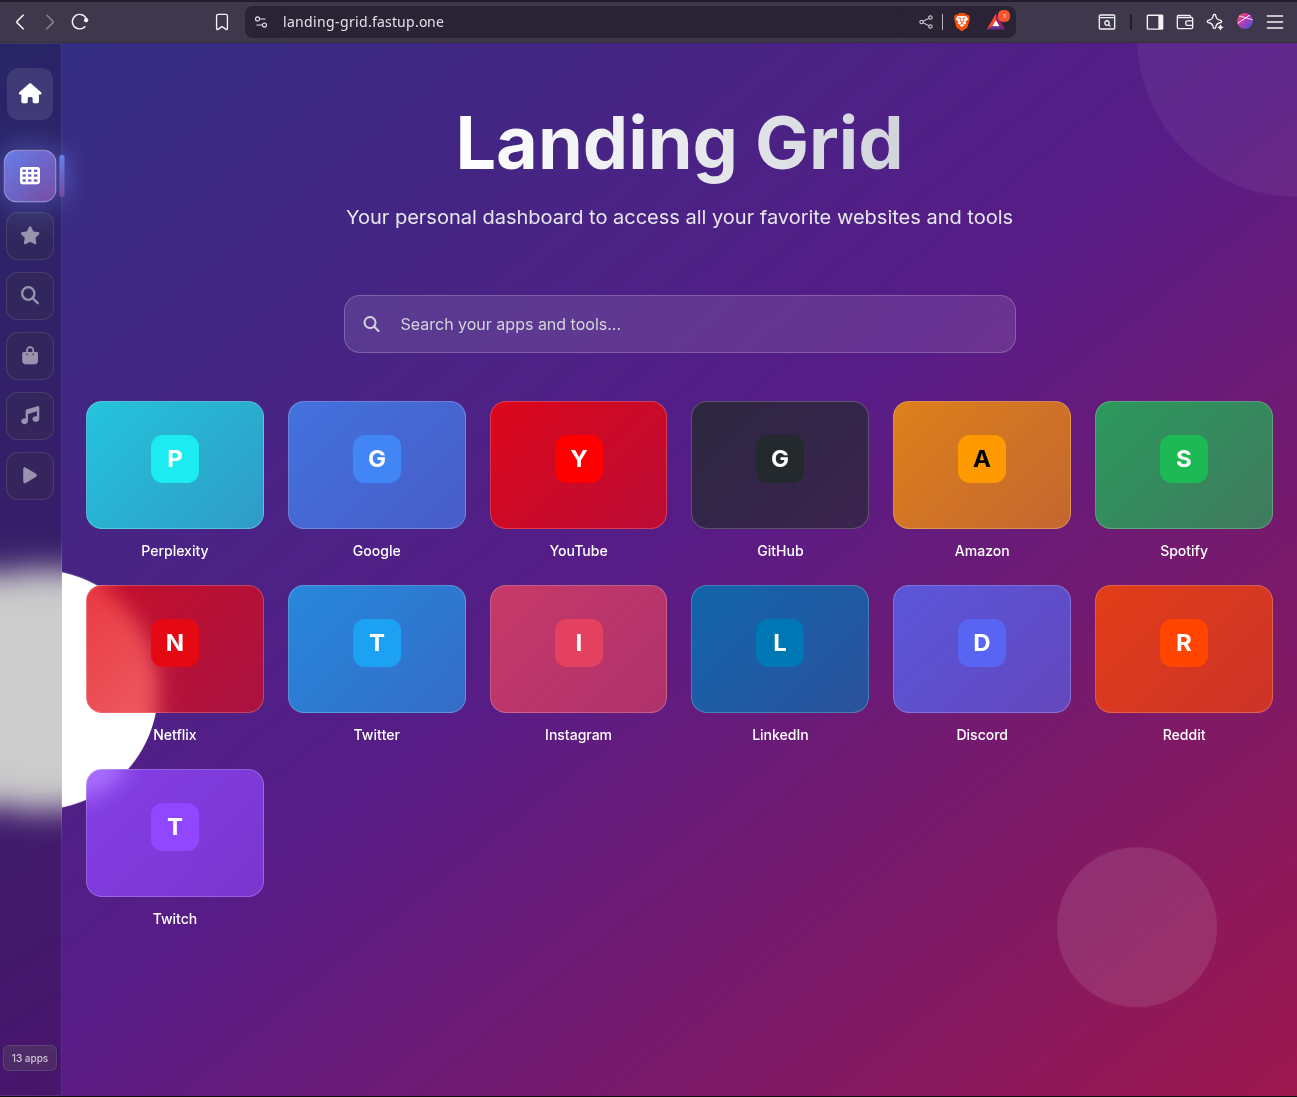 landing-grid.fastup.one
1
Landing Grid
Your personal dashboard to access all your favorite websites and tools
Search your apps and tools...
P G Y G A S
Perplexity Google YouTube GitHub Amazon Spotify
N T I L D R
Netflix Twitter Instagram LinkedIn Discord Reddit
T
Twitch
13 apps